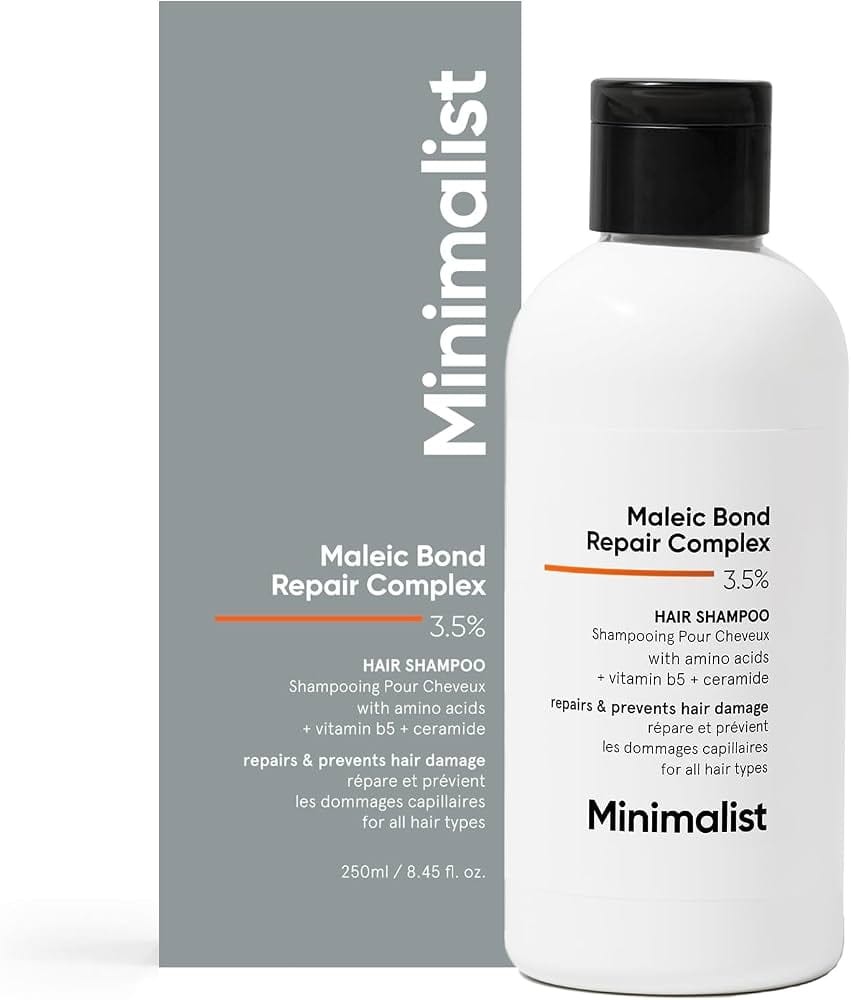 Minimalist
Maleic Bond
Repair Complex
3.5%
HAIR SHAMPOO
Shampooing Pour Cheveux
with amino acids
+ vitamin b5 + ceramide
repairs & prevents hair damage
répare et prévient
les dommages capillaires
for all hair types
250ml / 8.45 fl. oz.
Maleic Bond
Repair Complex
3.5%
HAIR SHAMPOO
Shampooing Pour Cheveux
with amino acids
+ vitamin b5 + ceramide
repairs & prevents hair damage
répare et prévient
les dommages capillaires
for all hair types
Minimalist